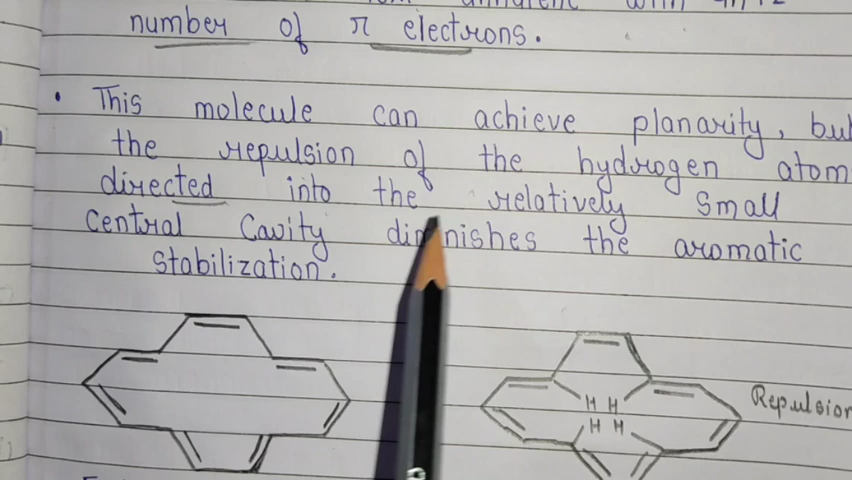 number of π electrons.
• This molecule can achieve planarity, but
the repulsion of the hydrogen atom
directed into the relatively small
central Cavity diminishes the aromatic
stabilization.
H H
H H
Repulsion